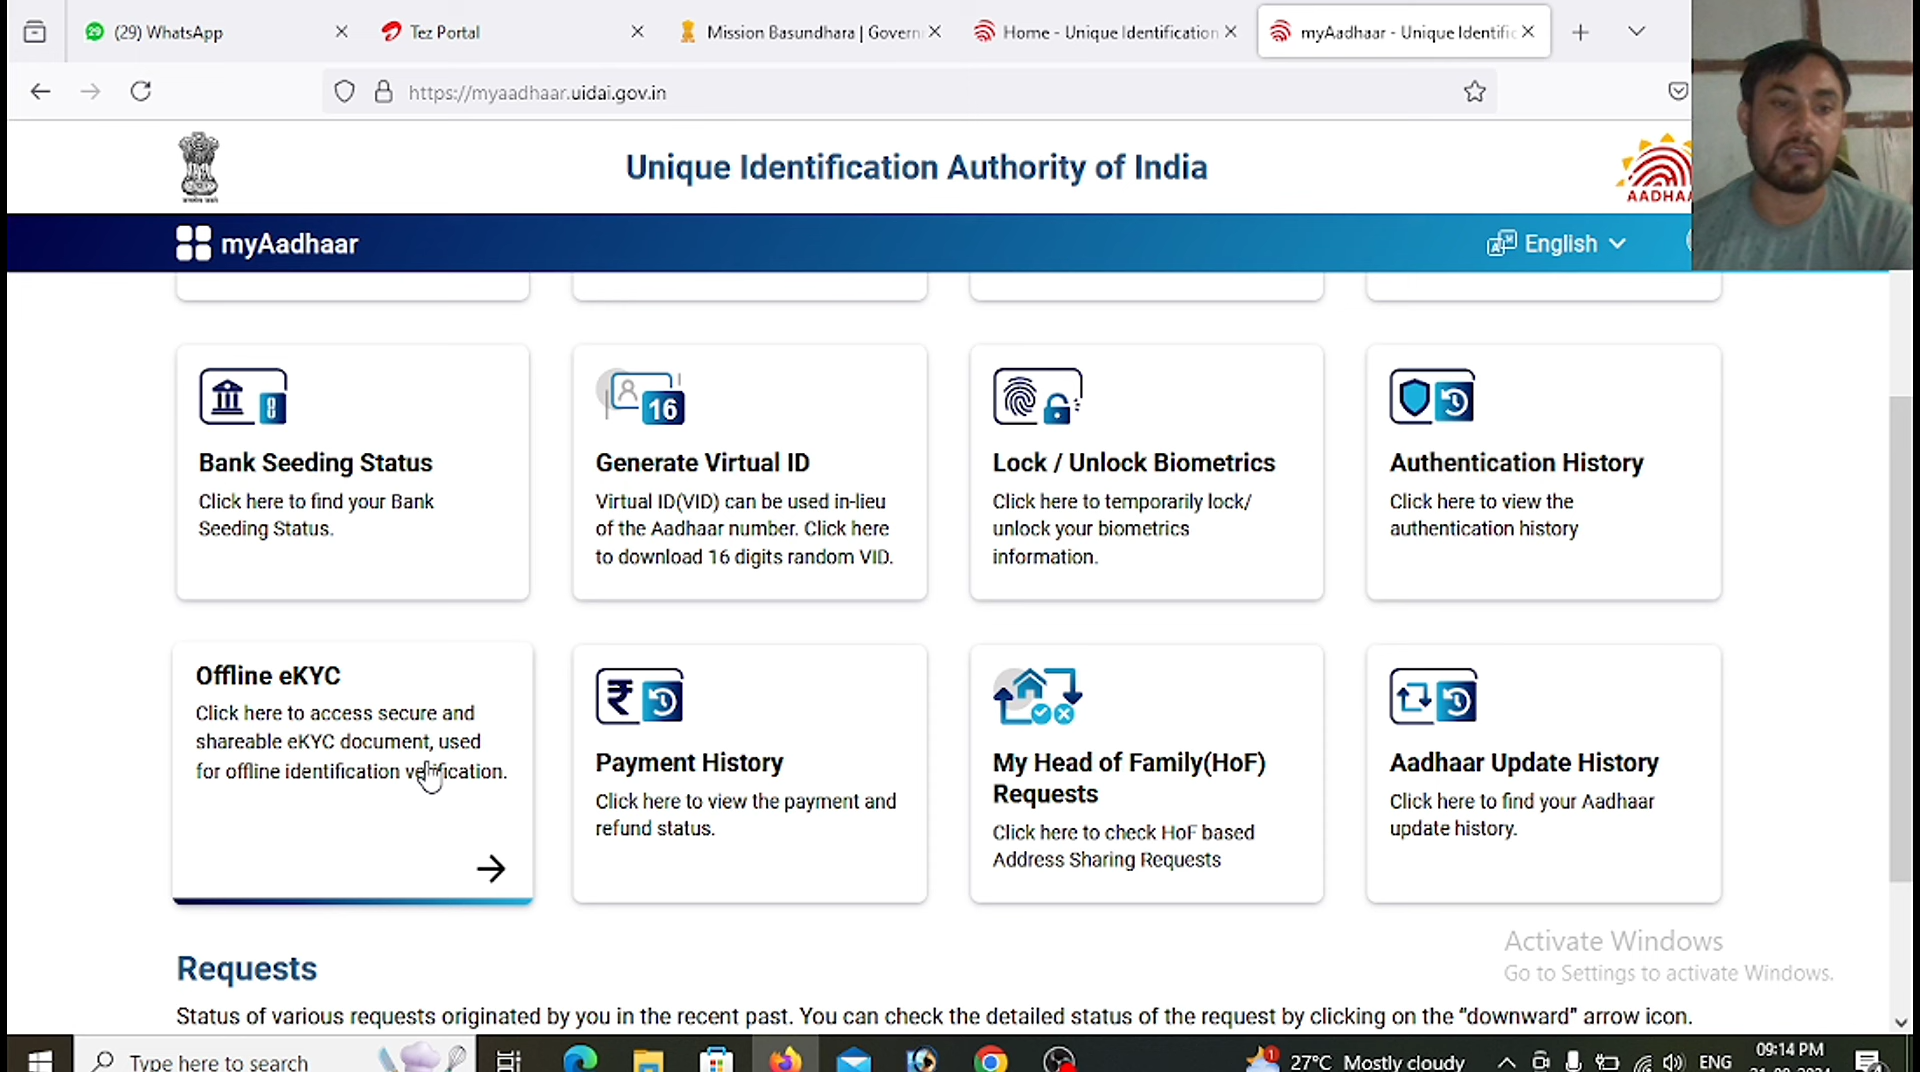 (29) WhatsApp
Tez Portal
Mission Basundhara | Govern
Home - Unique Identification
myAadhaar - Unique Identific
https://myaadhaar.uidai.gov.in
Unique Identification Authority of India
AADHAA
myAadhaar
English
Bank Seeding Status
Click here to find your Bank
Seeding Status.
16
Generate Virtual ID
Virtual ID(VID) can be used in-lieu
of the Aadhaar number. Click here
to download 16 digits random VID.
Lock / Unlock Biometrics
Click here to temporarily lock/
unlock your biometrics
information.
Authentication History
Click here to view the
authentication history
Offline eKYC
Click here to access secure and
shareable eKYC document, used
for offline identification verification.
₹
Payment History
Click here to view the payment and
refund status.
My Head of Family(HoF)
Requests
Click here to check HoF based
Address Sharing Requests
Aadhaar Update History
Click here to find your Aadhaar
update history.
Activate Windows
Go to Settings to activate Windows.
Requests
Status of various requests originated by you in the recent past. You can check the detailed status of the request by clicking on the “downward” arrow icon.
Type here to search
27°C Mostly cloudy
ENG
09:14 PM